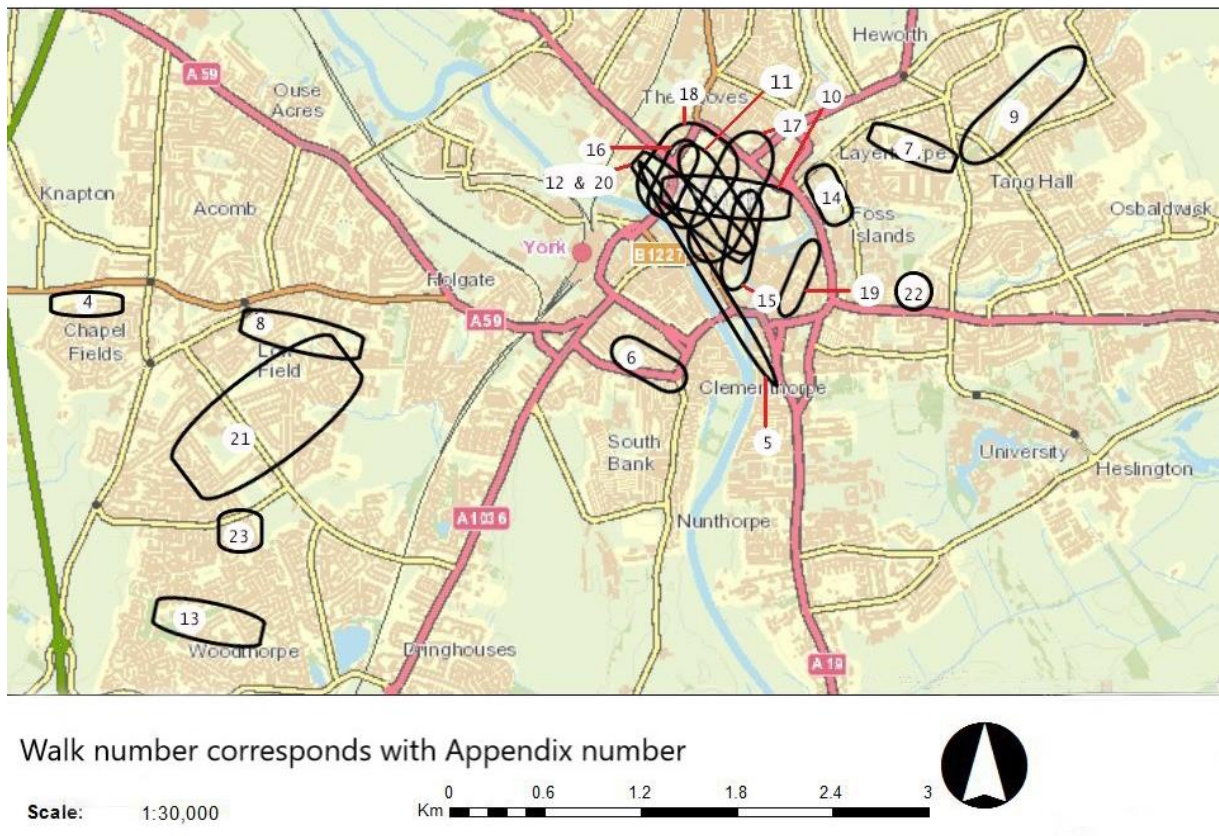 Heworth
A 59
Ouse
Acres
The Groves
18
11
10
9
17
16
7
Layerthorpe
12 & 20
Tang Hall
Knapton
Acomb
14
Foss
Islands
Osbaldwick
York
B1227
Holgate
4
15
19
22
A59
Chapel
Fields
8
Field
6
Clementhorpe
21
South
Bank
5
University
Heslington
A1036
Nunthorpe
23
13
Woodthorpe
Dringhouses
A 19
Walk number corresponds with Appendix number
Scale: 1:30,000
Km 0 0.6 1.2 1.8 2.4 3